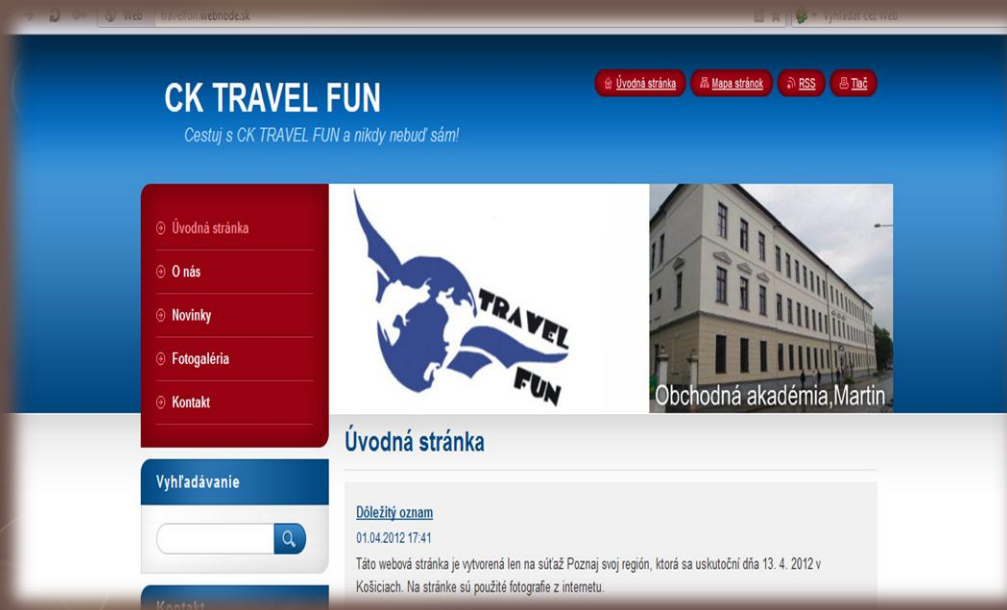 Web travelfun.webnode.sk Vyhľadať cez Web
CK TRAVEL FUN
Cestuj s CK TRAVEL FUN a nikdy nebuď sám!
Úvodná stránka Mapa stránok RSS Tlač
Úvodná stránka
O nás
Novinky
Fotogaléria
Kontakt
TRAVEL
FUN
Obchodná akadémia,Martin
Vyhľadávanie
Kontakt
Úvodná stránka
Dôležitý oznam
01.04.2012 17:41
Táto webová stránka je vytvorená len na súťaž Poznaj svoj región, ktorá sa uskutoční dňa 13. 4. 2012 v
Košiciach. Na stránke sú použité fotografie z internetu.